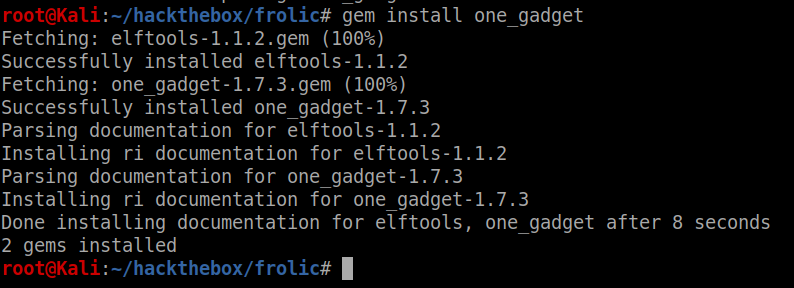 root@Kali:~/hackthebox/frolic# gem install one_gadget
Fetching: elftools-1.1.2.gem (100%)
Successfully installed elftools-1.1.2
Fetching: one_gadget-1.7.3.gem (100%)
Successfully installed one_gadget-1.7.3
Parsing documentation for elftools-1.1.2
Installing ri documentation for elftools-1.1.2
Parsing documentation for one_gadget-1.7.3
Installing ri documentation for one_gadget-1.7.3
Done installing documentation for elftools, one_gadget after 8 seconds
2 gems installed
root@Kali:~/hackthebox/frolic#